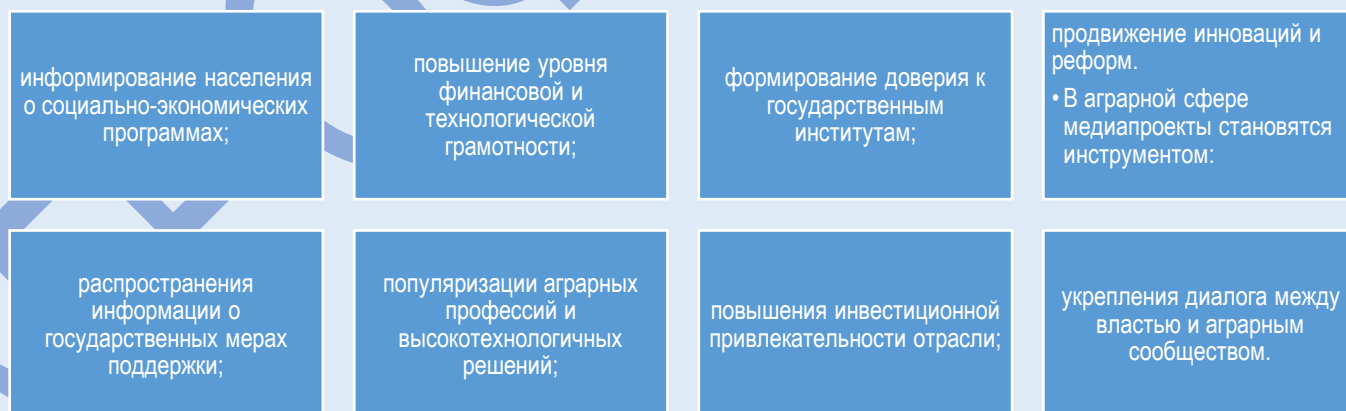 информирование населения
о социально-экономических
программах;
повышение уровня
финансовой и
технологической
грамотности;
формирование доверия к
государственным
институтам;
продвижение инноваций и
реформ.
• В аграрной сфере
медиапроекты становятся
инструментом:
распространения
информации о
государственных мерах
поддержки;
популяризации аграрных
профессий и
высокотехнологичных
решений;
повышения инвестиционной
привлекательности отрасли;
укрепления диалога между
властью и аграрным
сообществом.